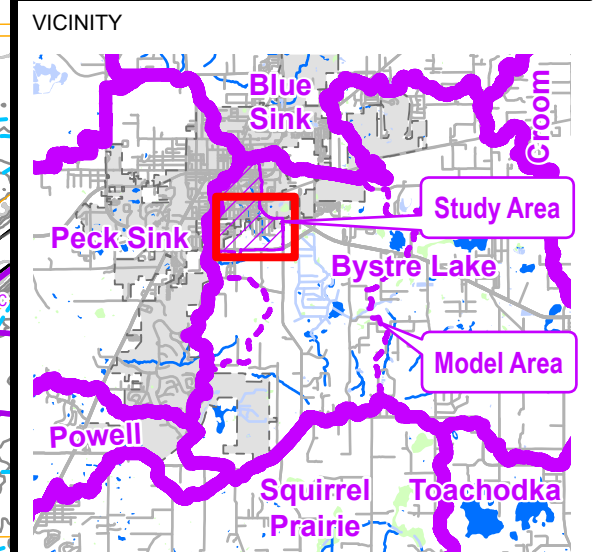 VICINITY
Blue
Sink
Croom
Study Area
Peck Sink
Bystre Lake
Model Area
Powell
Squirrel
Prairie
Toachodka